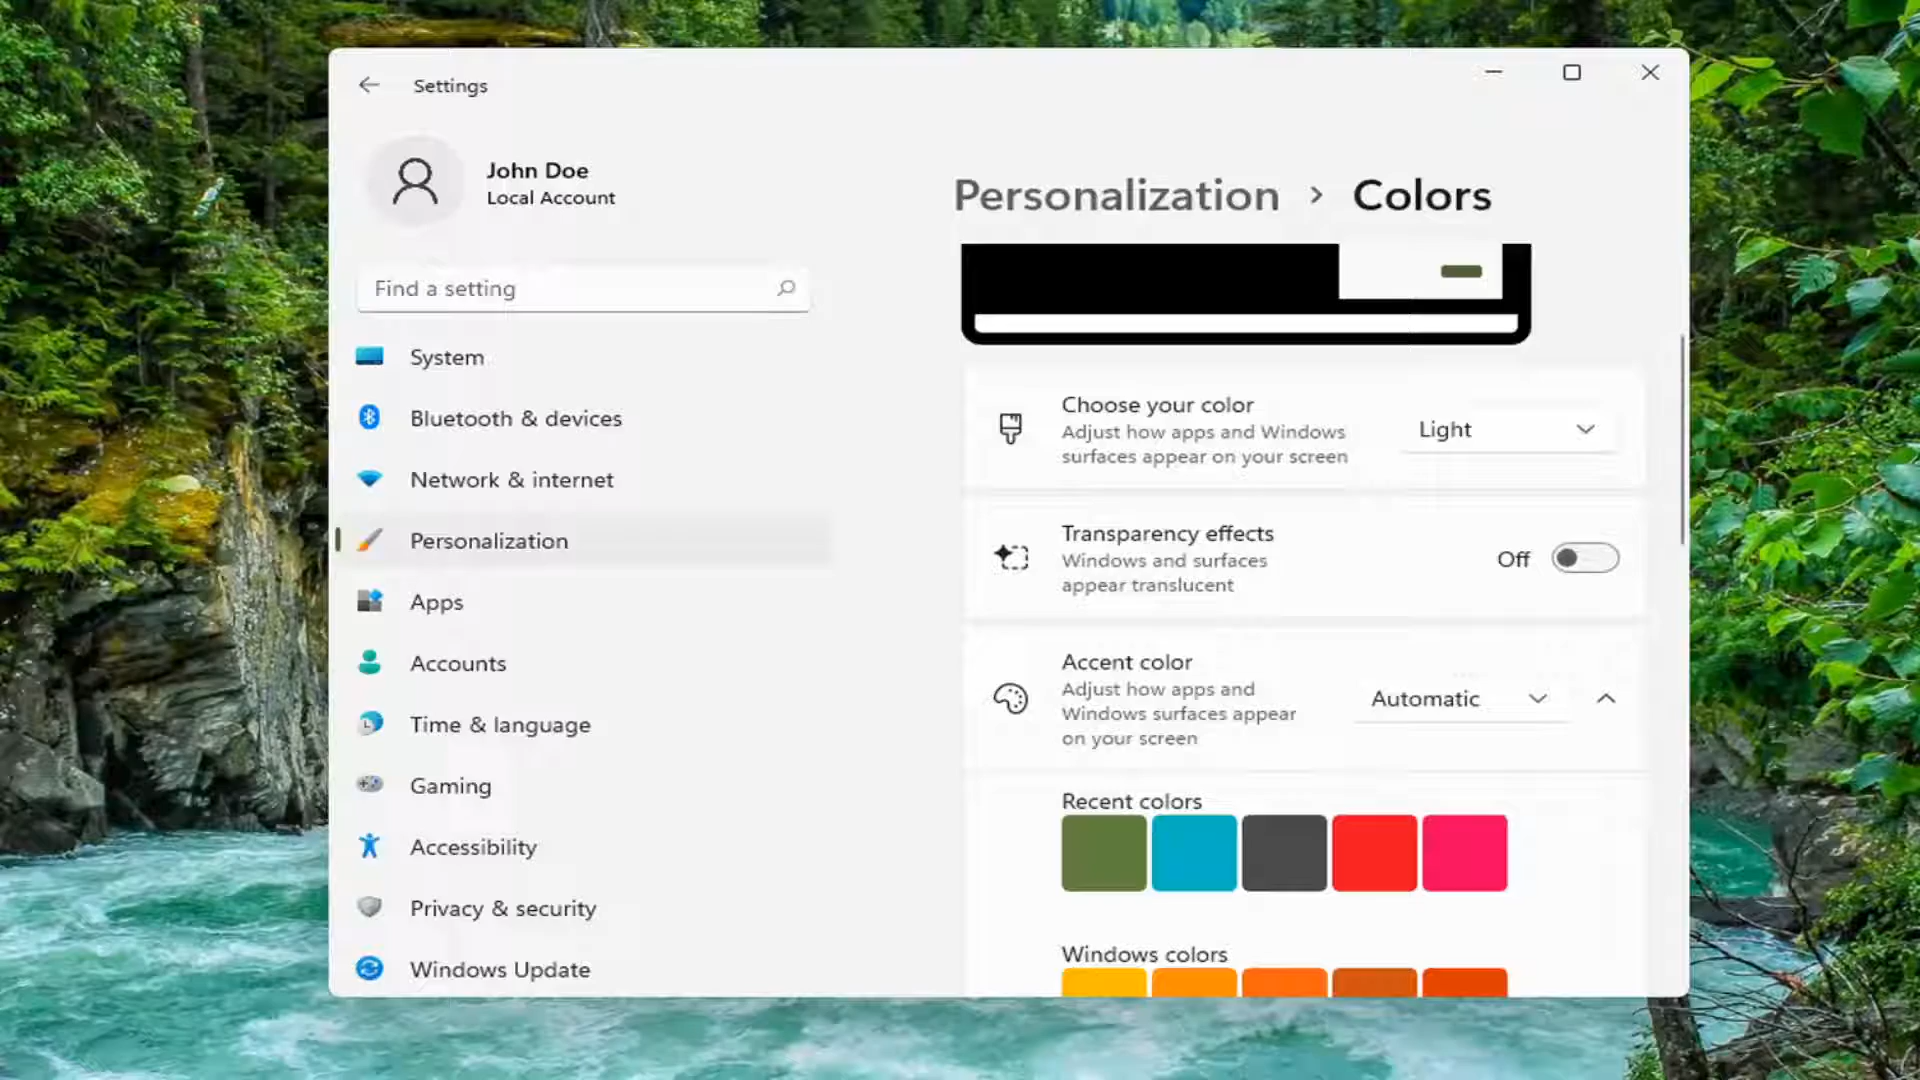 Settings
John Doe
Local Account
Find a setting
System
Bluetooth & devices
Network & internet
Personalization
Apps
Accounts
Time & language
Gaming
Accessibility
Privacy & security
Windows Update
Personalization › Colors
Choose your color
Adjust how apps and Windows
surfaces appear on your screen
Light
Transparency effects
Windows and surfaces
appear translucent
Off
Accent color
Adjust how apps and
Windows surfaces appear
on your screen
Automatic
Recent colors
Windows colors